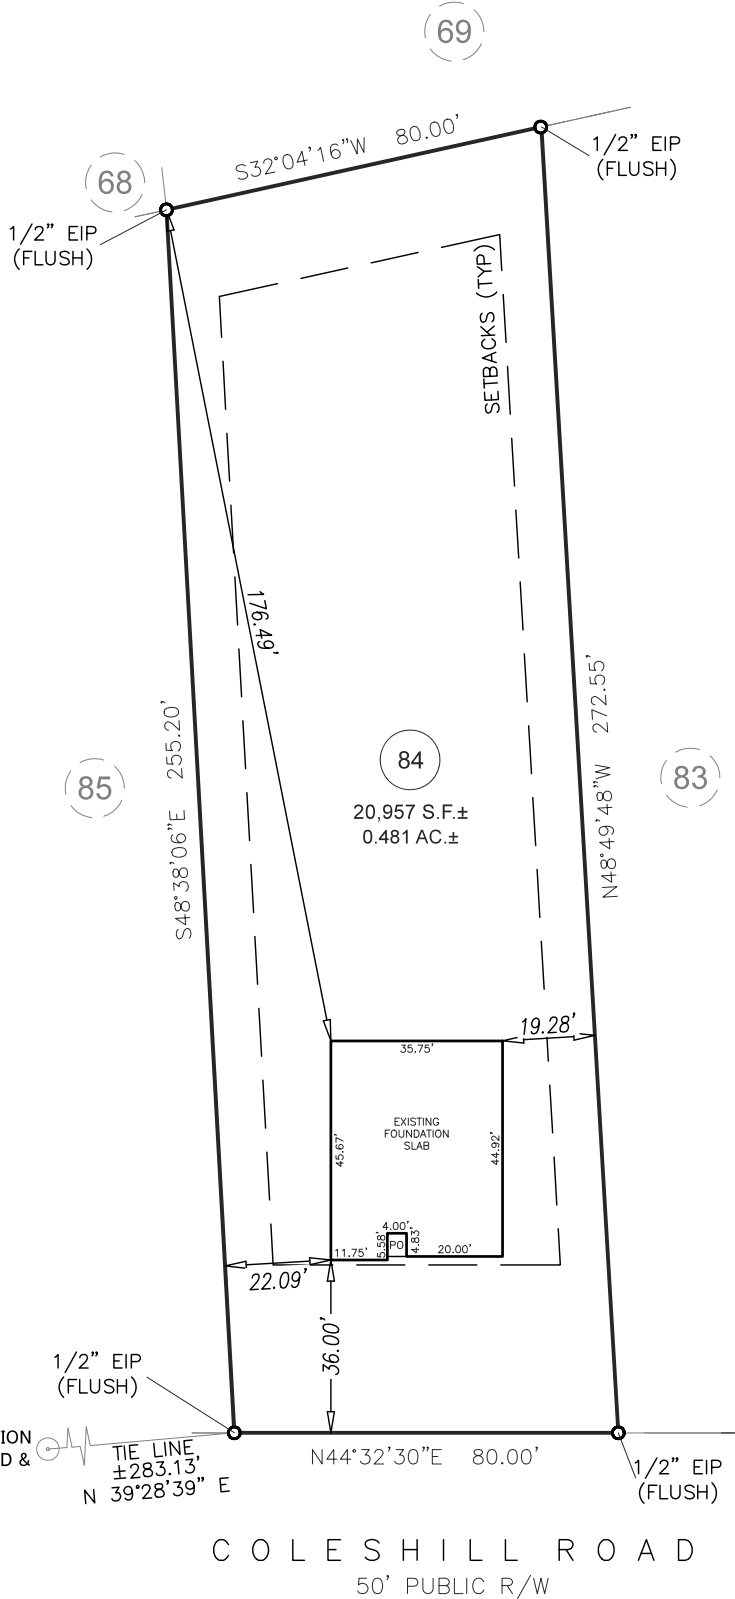 69
S32°04'16"W 80.00'
1/2" EIP
(FLUSH)
68
1/2" EIP
(FLUSH)
SETBACKS (TYP)
176.49'
S48°38'06"E 255.20'
N48°49'48"W 272.55'
85
84
83
20,957 S.F.±
0.481 AC.±
19.28'
35.75'
EXISTING
FOUNDATION
SLAB
45.67'
44.92'
4.00'
5.58'
PO
4.83'
11.75'
20.00'
22.09'
36.00'
1/2" EIP
(FLUSH)
ION
D &
TIE LINE
±283.13'
N 39°28'39" E
N44°32'30"E 80.00'
1/2" EIP
(FLUSH)
COLESHILL ROAD
50' PUBLIC R/W